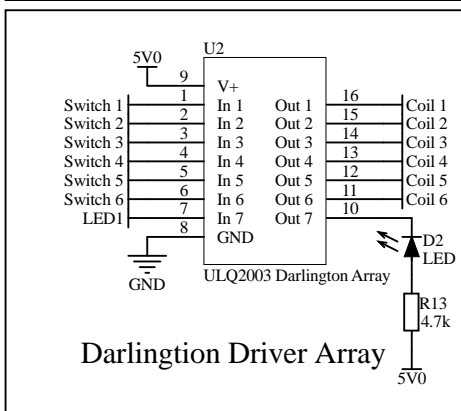 U2
5V0
9 V+
Switch 1 1 In 1 Out 1 16 Coil 1
Switch 2 2 In 2 Out 2 15 Coil 2
Switch 3 3 In 3 Out 3 14 Coil 3
Switch 4 4 In 4 Out 4 13 Coil 4
Switch 5 5 In 5 Out 5 12 Coil 5
Switch 6 6 In 6 Out 6 11 Coil 6
LED1 7 In 7 Out 7 10
8 GND
D2
LED
GND
ULQ2003 Darlington Array
R13
4.7k
Darlingtion Driver Array
5V0